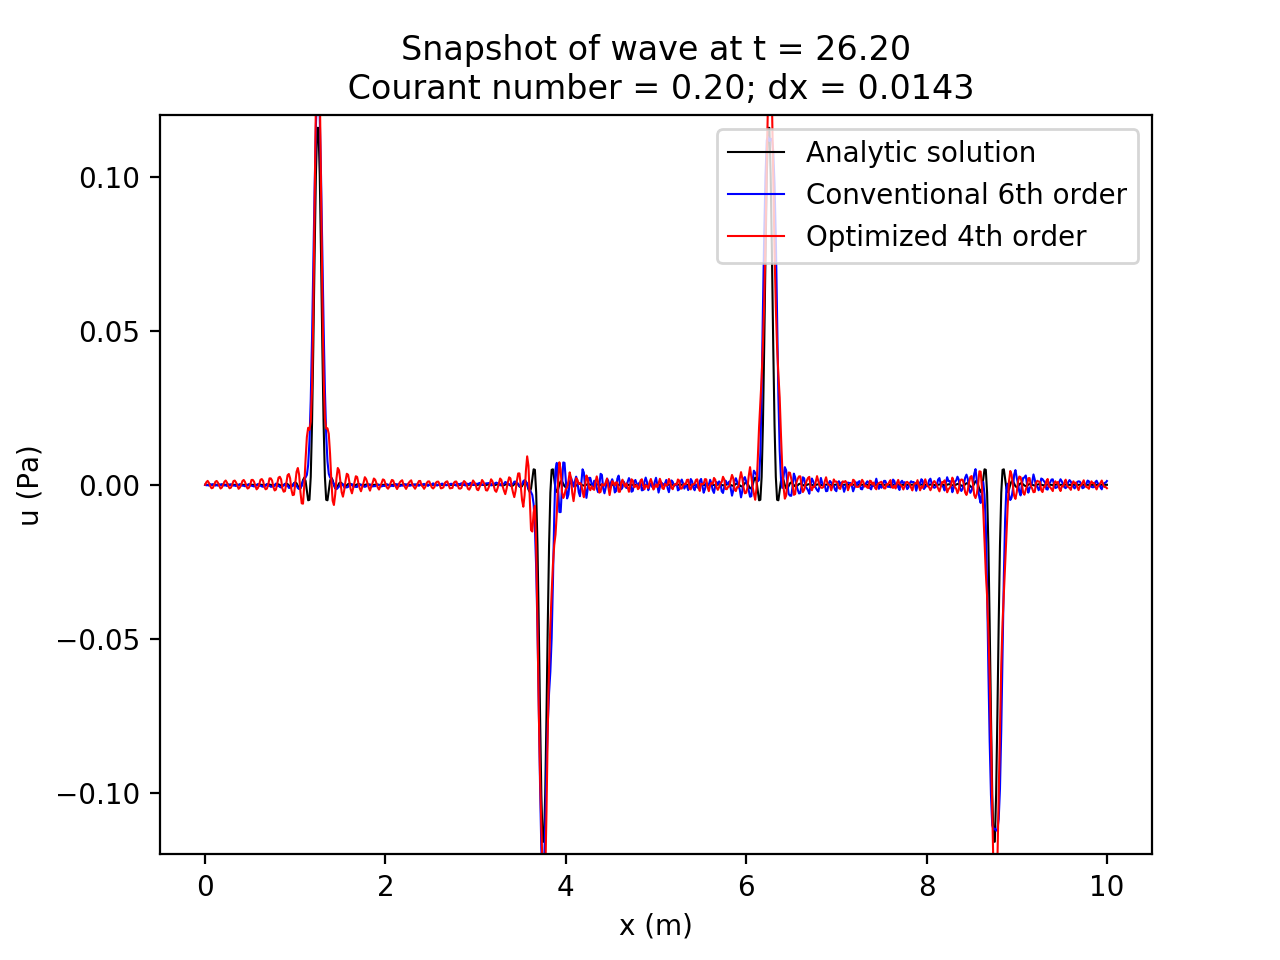 Snapshot of wave at t = 26.20
Courant number = 0.20; dx = 0.0143
Analytic solution
Conventional 6th order
Optimized 4th order
0.10
0.05
0.00
−0.05
−0.10
u (Pa)
0 2 4 6 8 10
x (m)